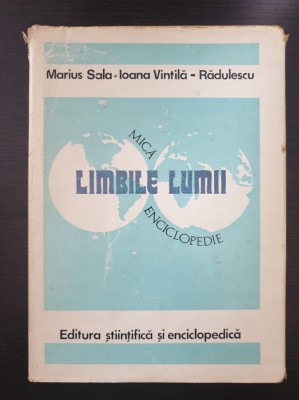 Marius Sala - Ioana Vintilă - Rădulescu
MICĂ
LIMBILE LUMII
ENCICLOPEDIE
Editura științifică și enciclopedică